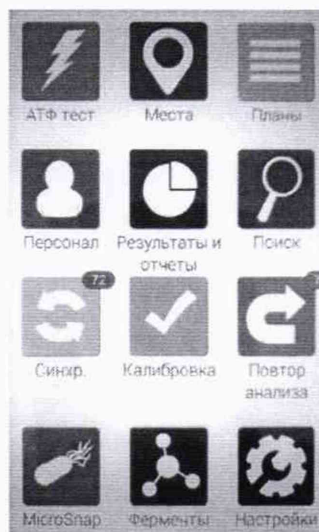 АТФ тест Места Планы
Персонал Результаты и Поиск
отчеты
72
Синхр. Калибровка Повтор
анализа
MicroSnap Ферменты Настройки